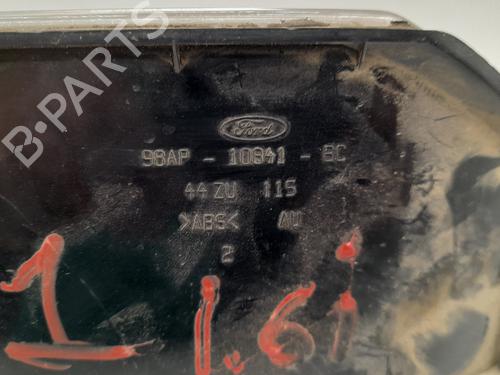 Ford
98AP - 10841 - BC
44 ZU 115
>ABS< AU
2
1 1.6i
B-PARTS